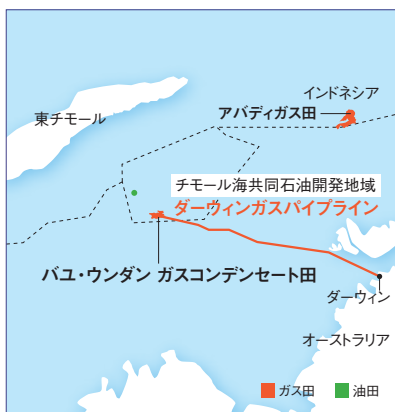 インドネシア
アバディガス田
東チモール
チモール海共同石油開発地域
ダーウィンガスパイプライン
バユ・ウンダン ガスコンデンセート田
ダーウィン
オーストラリア
ガス田
油田